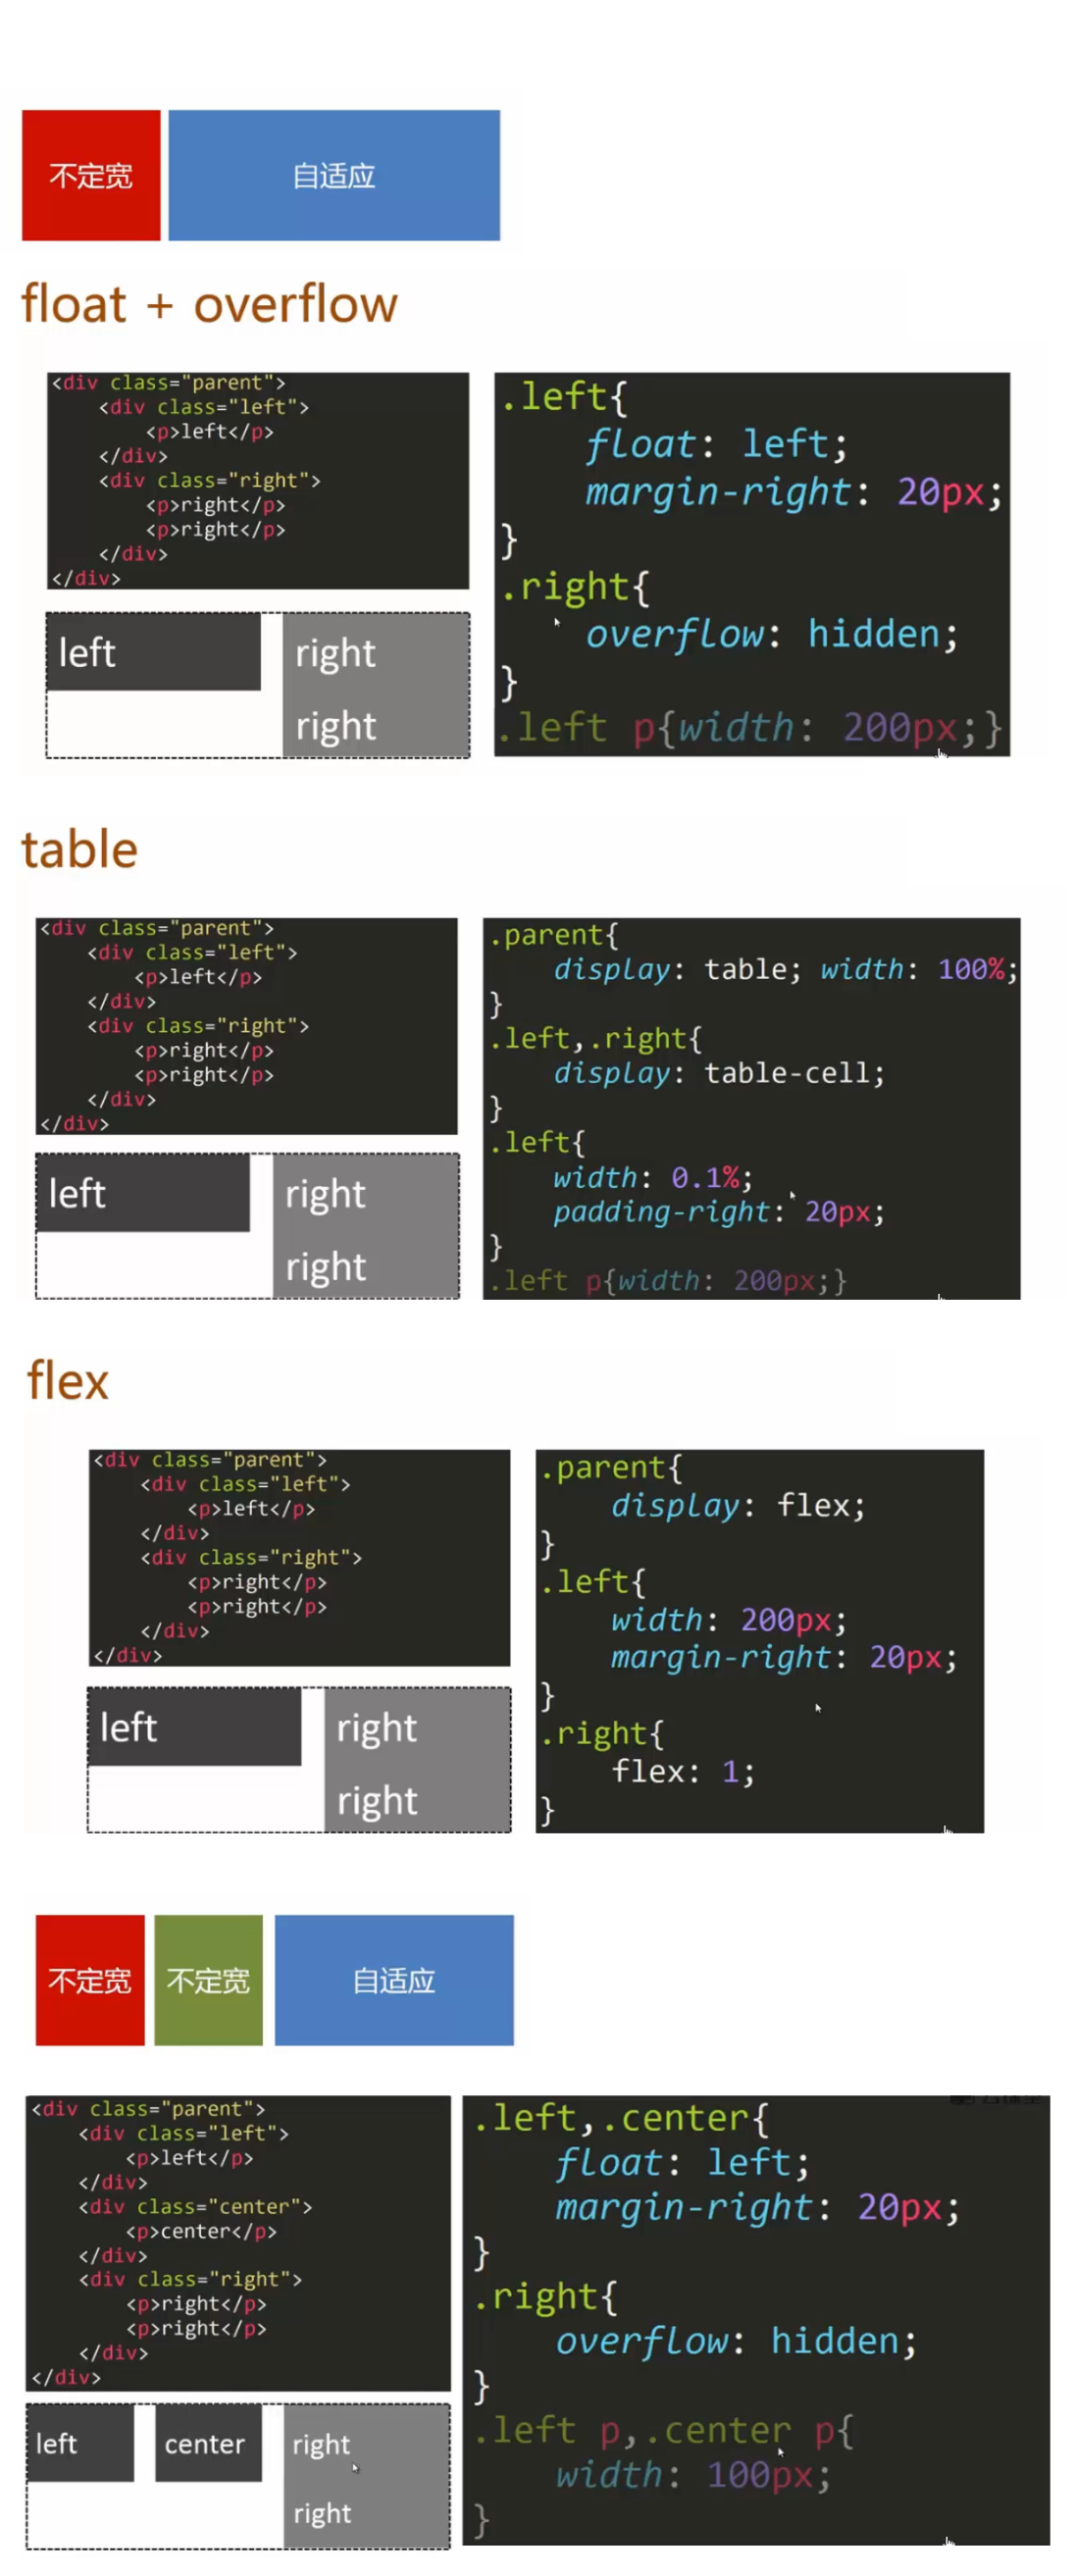 不定宽
自适应
float + overflow
<div class="parent">
<div class="left">
<p>left</p>
</div>
<div class="right">
<p>right</p>
<p>right</p>
</div>
</div>
.left{
float: left;
margin-right: 20px;
}
.right{
overflow: hidden;
}
.left p{width: 200px;}
left
right
right
table
<div class="parent">
<div class="left">
<p>left</p>
</div>
<div class="right">
<p>right</p>
<p>right</p>
</div>
</div>
.parent{
display: table; width: 100%;
}
.left,.right{
display: table-cell;
}
.left{
width: 0.1%;
padding-right: 20px;
}
.left p{width: 200px;}
left
right
right
flex
<div class="parent">
<div class="left">
<p>left</p>
</div>
<div class="right">
<p>right</p>
<p>right</p>
</div>
</div>
.parent{
display: flex;
}
.left{
width: 200px;
margin-right: 20px;
}
.right{
flex: 1;
}
left
right
right
不定宽
不定宽
自适应
<div class="parent">
<div class="left">
<p>left</p>
</div>
<div class="center">
<p>center</p>
</div>
<div class="right">
<p>right</p>
<p>right</p>
</div>
</div>
.left,.center{
float: left;
margin-right: 20px;
}
.right{
overflow: hidden;
}
.left p,.center p{
width: 100px;
}
left
center
right
right